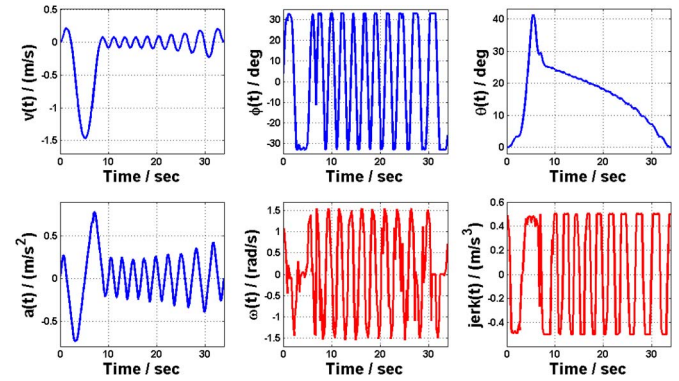 0.5
0
-0.5
-1
-1.5
v(t) / (m/s)
0 10 20 30
Time / sec
30
20
10
0
-10
-20
-30
ϕ(t) / deg
0 10 20 30
Time / sec
40
30
20
10
0
θ(t) / deg
0 10 20 30
Time / sec
0.5
0
-0.5
a(t) / (m/s²)
0 10 20 30
Time / sec
1.5
1
0.5
0
-0.5
-1
-1.5
ω(t) / (rad/s)
0 10 20 30
Time / sec
0.6
0.4
0.2
0
-0.2
-0.4
jerk(t) / (m/s³)
0 10 20 30
Time / sec